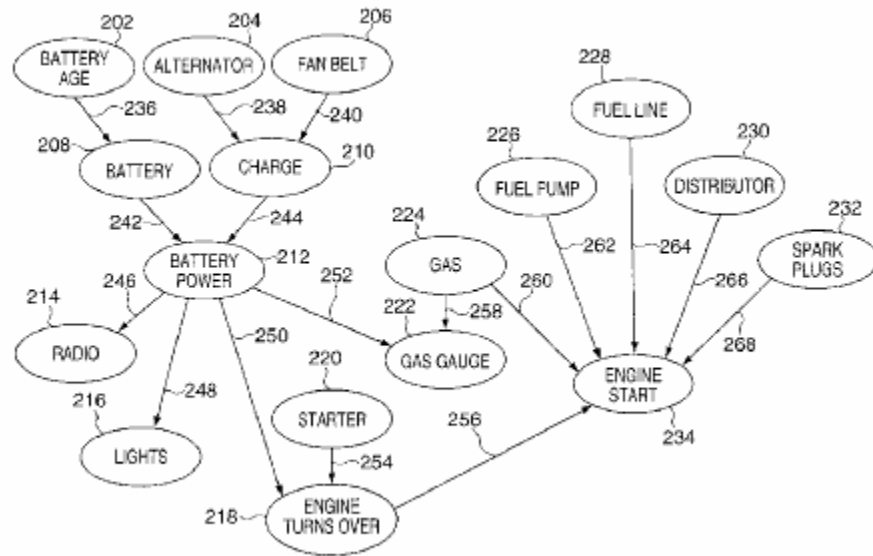 202
204
206
BATTERY
AGE
ALTERNATOR
FAN BELT
228
236
238
240
FUEL LINE
208
BATTERY
CHARGE
210
226
230
FUEL PUMP
DISTRIBUTOR
232
242
244
224
262
264
SPARK
PLUGS
BATTERY
POWER
212
GAS
260
266
246
252
214
222
258
268
250
RADIO
GAS GAUGE
220
ENGINE
START
248
216
STARTER
256
234
LIGHTS
254
218
ENGINE
TURNS OVER